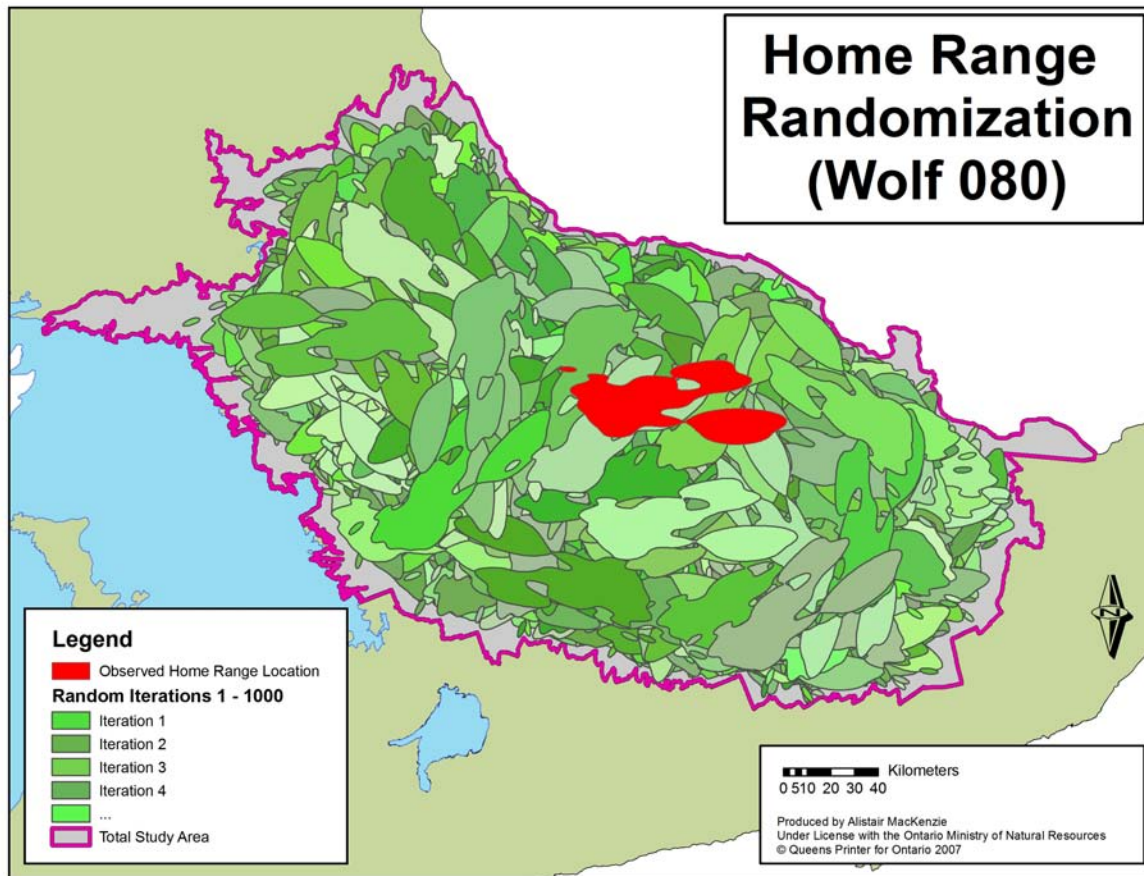 Home Range
Randomization
(Wolf 080)
N
Legend
Observed Home Range Location
Random Iterations 1 - 1000
Iteration 1
Iteration 2
Iteration 3
Iteration 4
...
Total Study Area
Kilometers
0 510 20 30 40
Produced by Alistair MacKenzie
Under License with the Ontario Ministry of Natural Resources
© Queens Printer for Ontario 2007